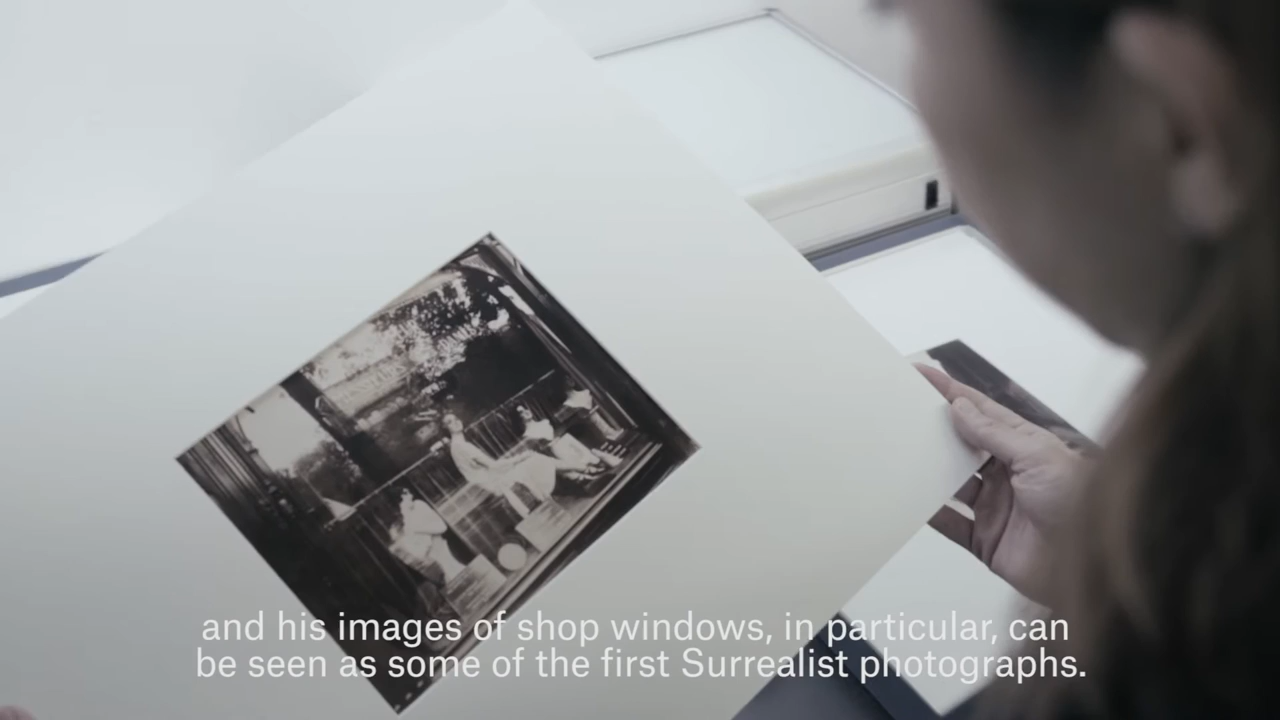 and his images of shop windows, in particular, can
be seen as some of the first Surrealist photographs.